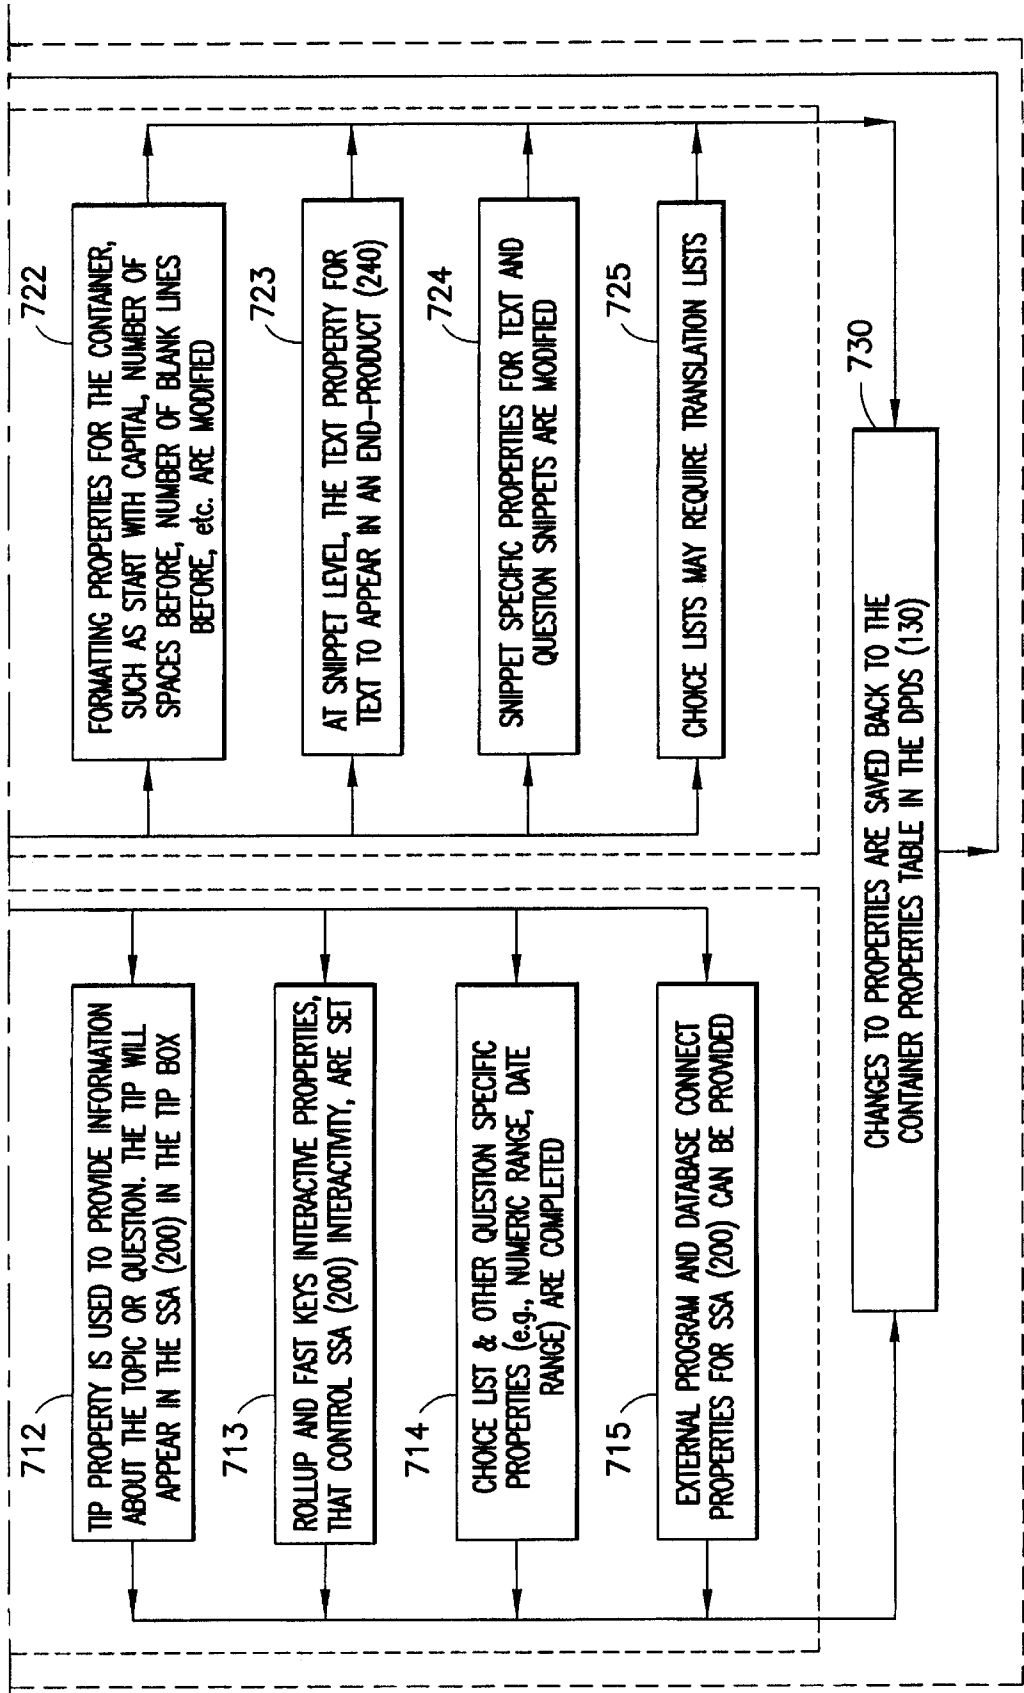 712
TIP PROPERTY IS USED TO PROVIDE INFORMATION
ABOUT THE TOPIC OR QUESTION. THE TIP WILL
APPEAR IN THE SSA (200) IN THE TIP BOX
713
ROLLUP AND FAST KEYS INTERACTIVE PROPERTIES,
THAT CONTROL SSA (200) INTERACTIVITY, ARE SET
714
CHOICE LIST & OTHER QUESTION SPECIFIC
PROPERTIES (e.g., NUMERIC RANGE, DATE
RANGE) ARE COMPLETED
715
EXTERNAL PROGRAM AND DATABASE CONNECT
PROPERTIES FOR SSA (200) CAN BE PROVIDED
722
FORMATTING PROPERTIES FOR THE CONTAINER,
SUCH AS START WITH CAPITAL, NUMBER OF
SPACES BEFORE, NUMBER OF BLANK LINES
BEFORE, etc. ARE MODIFIED
723
AT SNIPPET LEVEL, THE TEXT PROPERTY FOR
TEXT TO APPEAR IN AN END-PRODUCT (240)
724
SNIPPET SPECIFIC PROPERTIES FOR TEXT AND
QUESTION SNIPPETS ARE MODIFIED
725
CHOICE LISTS MAY REQUIRE TRANSLATION LISTS
730
CHANGES TO PROPERTIES ARE SAVED BACK TO THE
CONTAINER PROPERTIES TABLE IN THE DPDS (130)